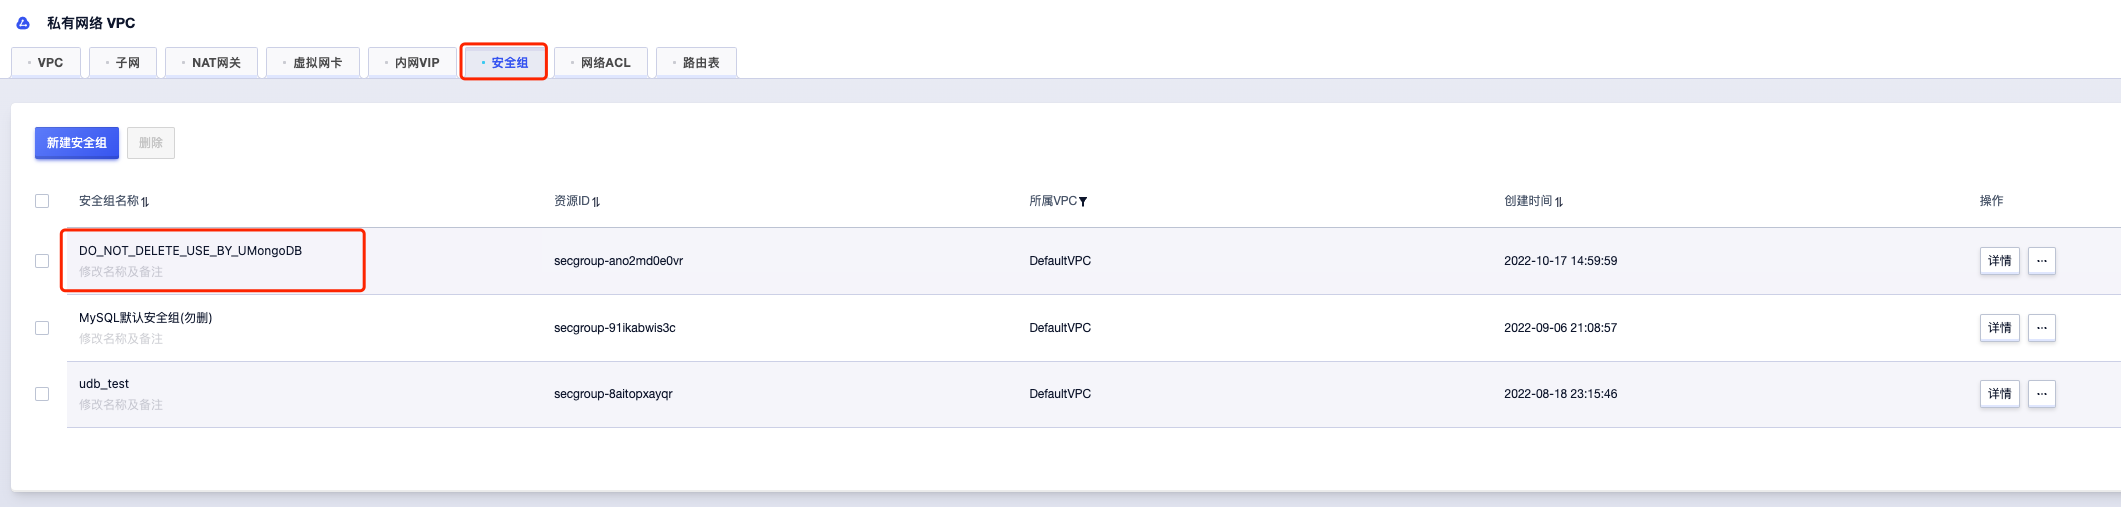 私有网络 VPC
VPC 子网 NAT网关 虚拟网卡 内网VIP 安全组 网络ACL 路由表
新建安全组 删除
安全组名称 资源ID 所属VPC 创建时间 操作
DO_NOT_DELETE_USE_BY_UMongoDB
修改名称及备注
secgroup-ano2md0e0vr DefaultVPC 2022-10-17 14:59:59 详情 ...
MySQL默认安全组(勿删)
修改名称及备注
secgroup-91ikabwis3c DefaultVPC 2022-09-06 21:08:57 详情 ...
udb_test
修改名称及备注
secgroup-8aitopxayqr DefaultVPC 2022-08-18 23:15:46 详情 ...